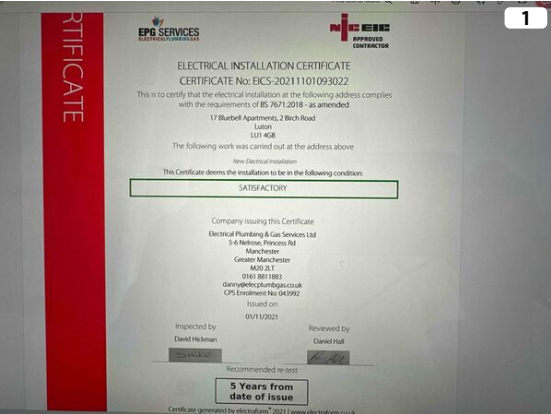 1
RTIFICATE
EPG SERVICES
ELECTRICALPLUMBINGGAS
NICEIC
APPROVED
CONTRACTOR
ELECTRICAL INSTALLATION CERTIFICATE
CERTIFICATE No: EICS-20211101093022
This is to certify that the electrical installation at the following address complies
with the requirements of BS 7671:2018 - as amended
17 Bluebell Apartments, 2 Birch Road
Luton
LU1 4GB
The following work was carried out at the address above
New Electrical Installation
This Certificate deems the installation to be in the following condition:
SATISFACTORY
Company issuing this Certificate
Electrical Plumbing & Gas Services Ltd
5-6 Nelrose, Princess Rd
Manchester
Greater Manchester
M20 2LT
0161 8811883
danny@elecplumbgas.co.uk
CPS Enrolment No: 043992
Issued on
01/11/2021
Inspected by
David Hickman
Reviewed by
Daniel Hall
Recommended re-test
5 Years from
date of issue
Certificate generated by electraform® 2021 | www.electraform.co.uk